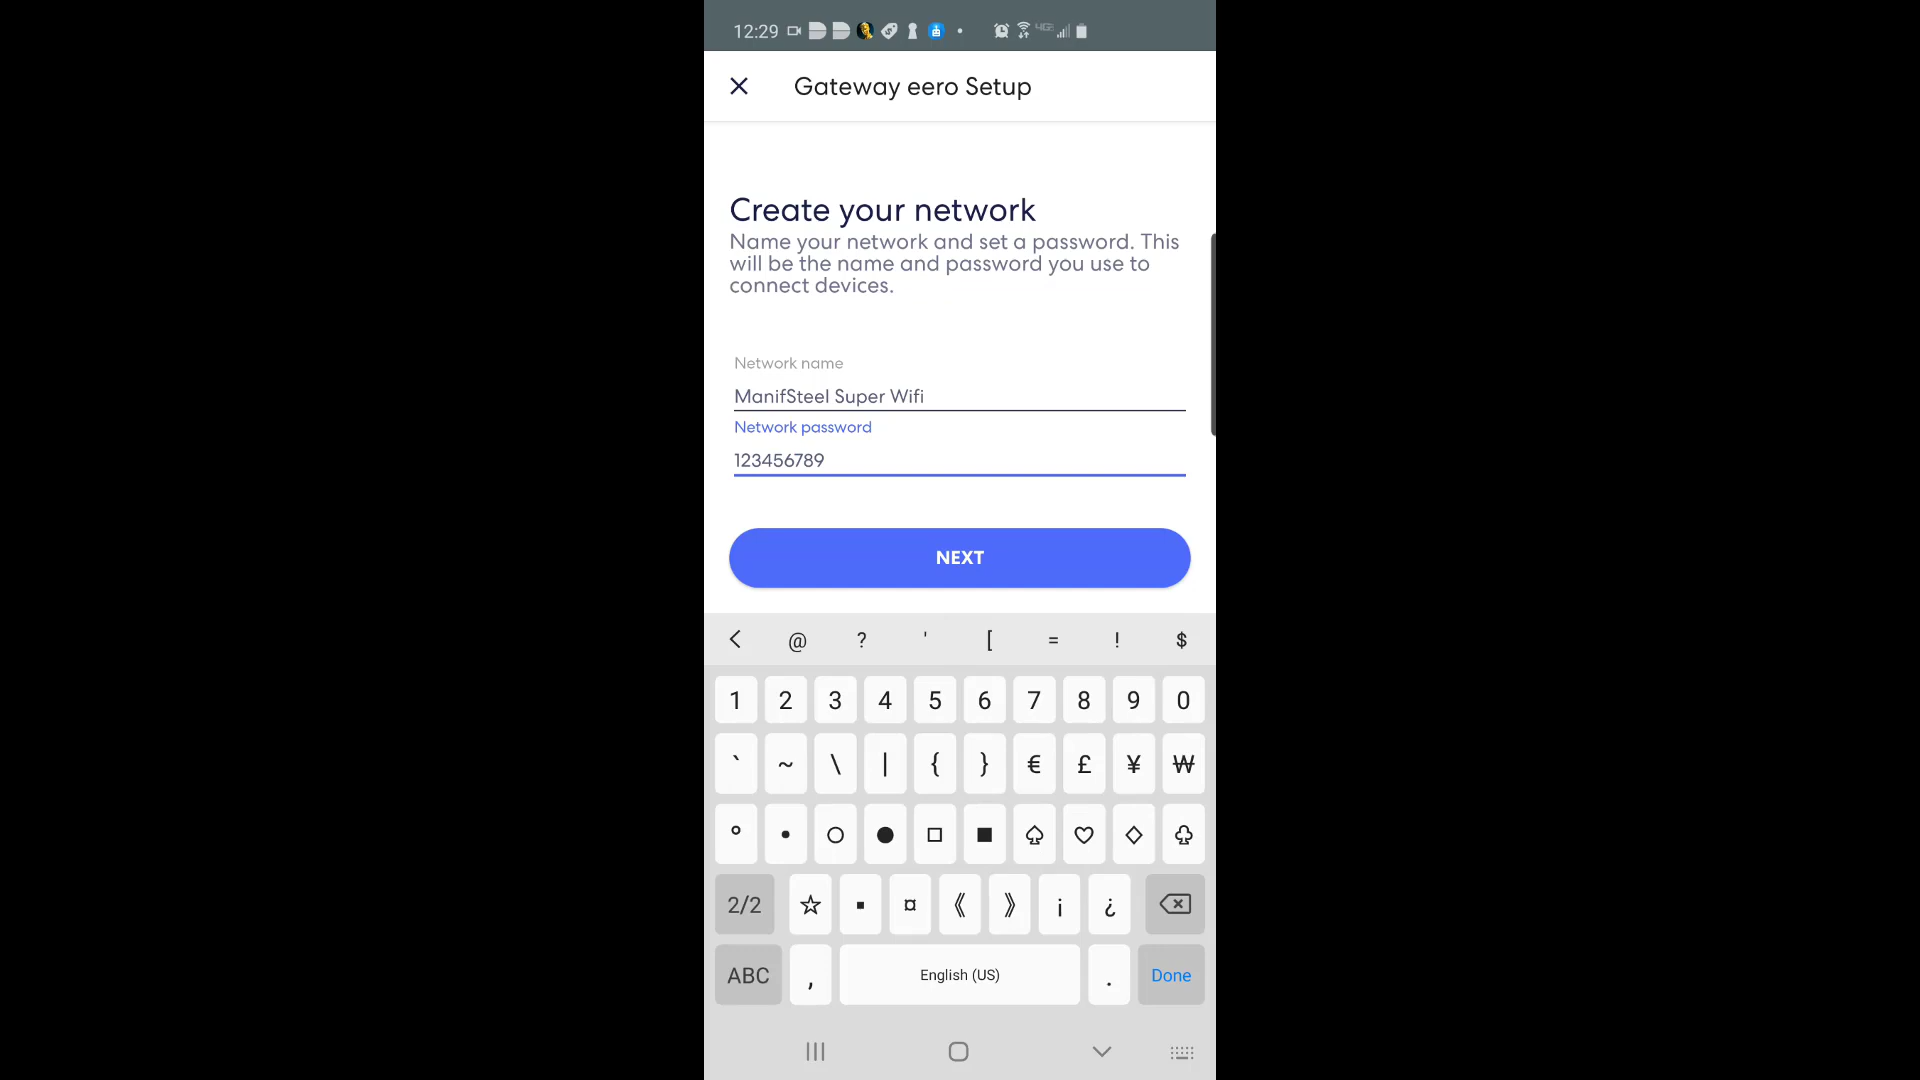 12:29
Gateway eero Setup
Create your network
Name your network and set a password. This
will be the name and password you use to
connect devices.
Network name
ManifSteel Super Wifi
Network password
123456789
NEXT
@ ? ' [ = ! $
1 2 3 4 5 6 7 8 9 0
` ~ \ | { } € £ ¥ ₩
° • ○ ● □ ■ ♤ ♡ ◇ ♧
2/2 ☆ ▪ ¤ 《 》 ¡ ¿
ABC , English (US) . Done